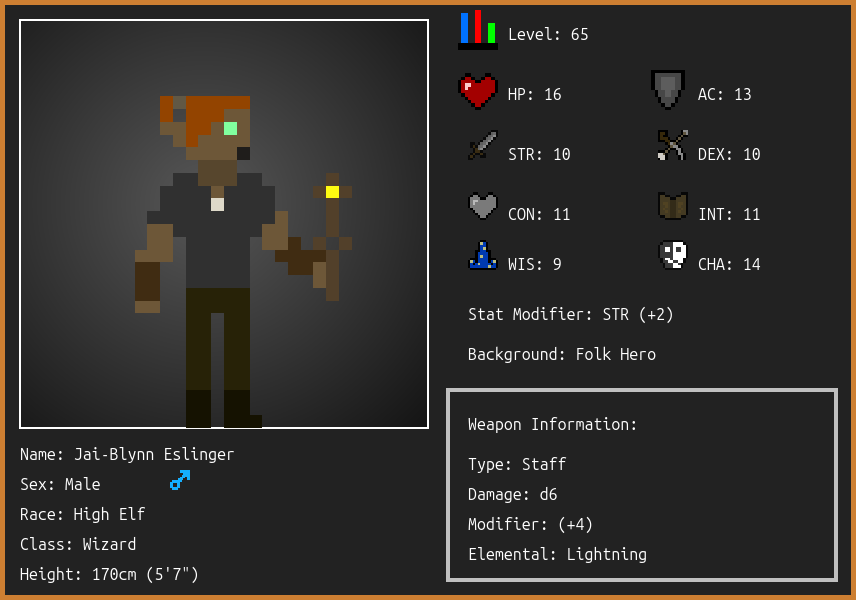 Level: 65
HP: 16
AC: 13
STR: 10
DEX: 10
CON: 11
INT: 11
WIS: 9
CHA: 14
Stat Modifier: STR (+2)
Background: Folk Hero
Weapon Information:
Type: Staff
Damage: d6
Modifier: (+4)
Elemental: Lightning
Name: Jai-Blynn Eslinger
Sex: Male
Race: High Elf
Class: Wizard
Height: 170cm (5'7")